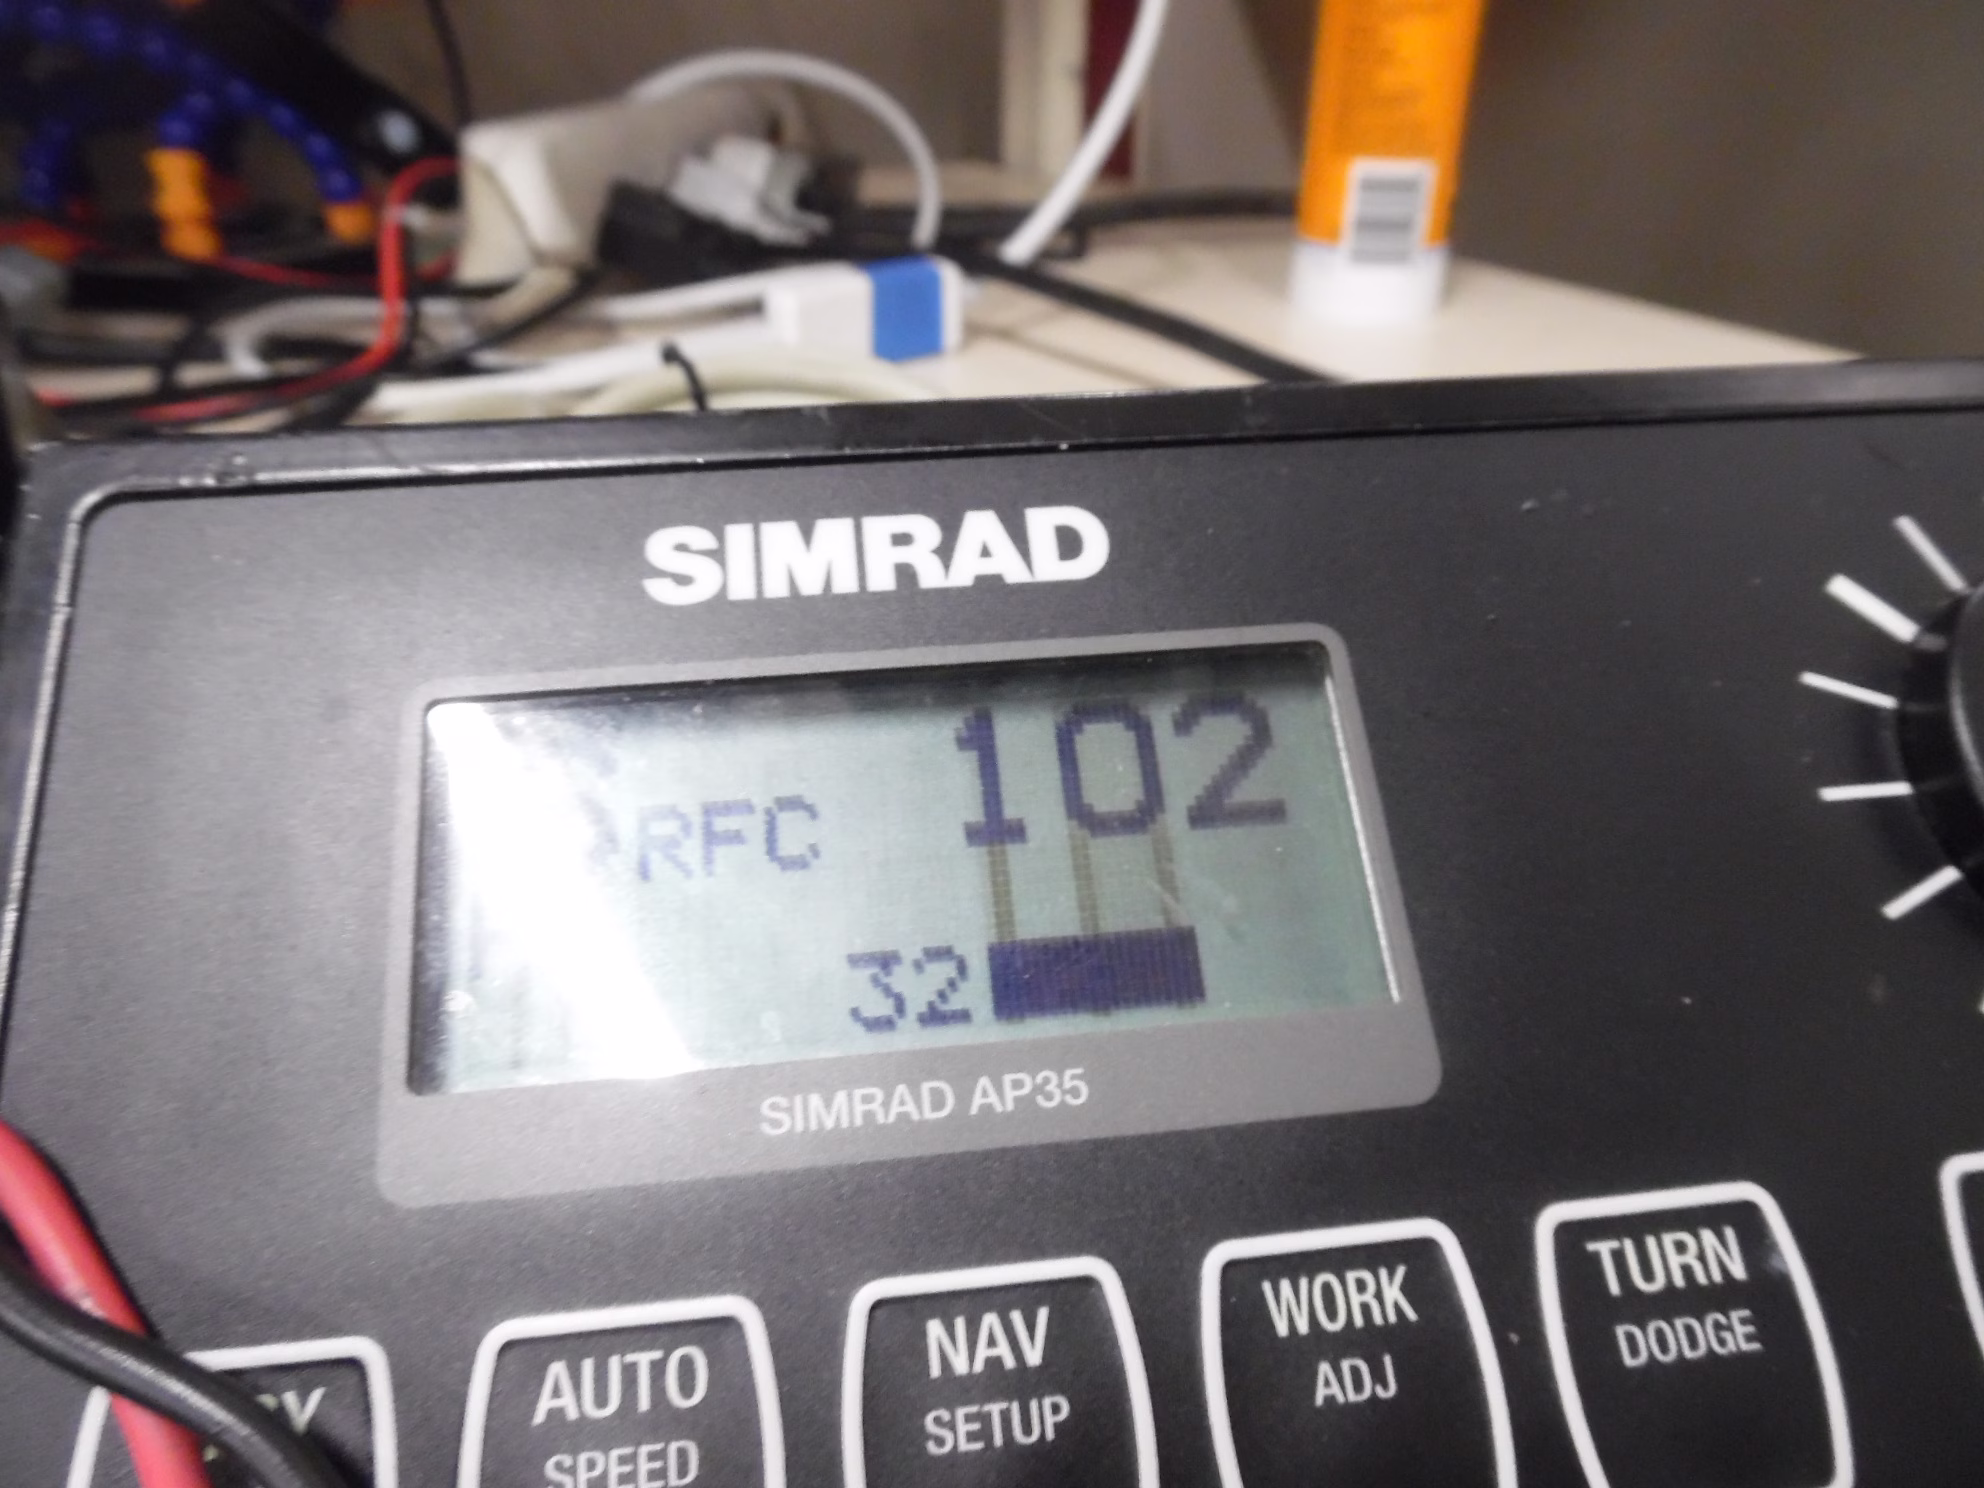 SIMRAD
102
RFC
32
SIMRAD AP35
AUTO
SPEED
NAV
SETUP
WORK
ADJ
TURN
DODGE